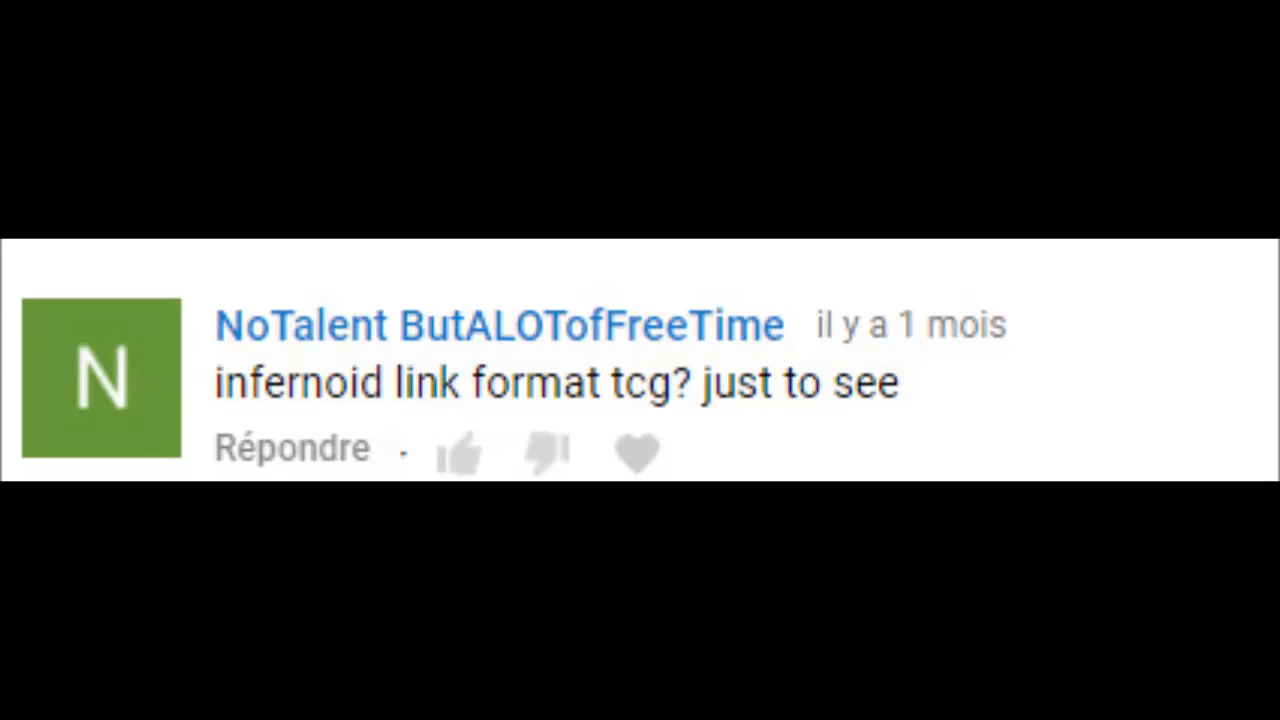 N
NoTalent ButALOTofFreeTime il y a 1 mois
infernoid link format tcg? just to see
Répondre